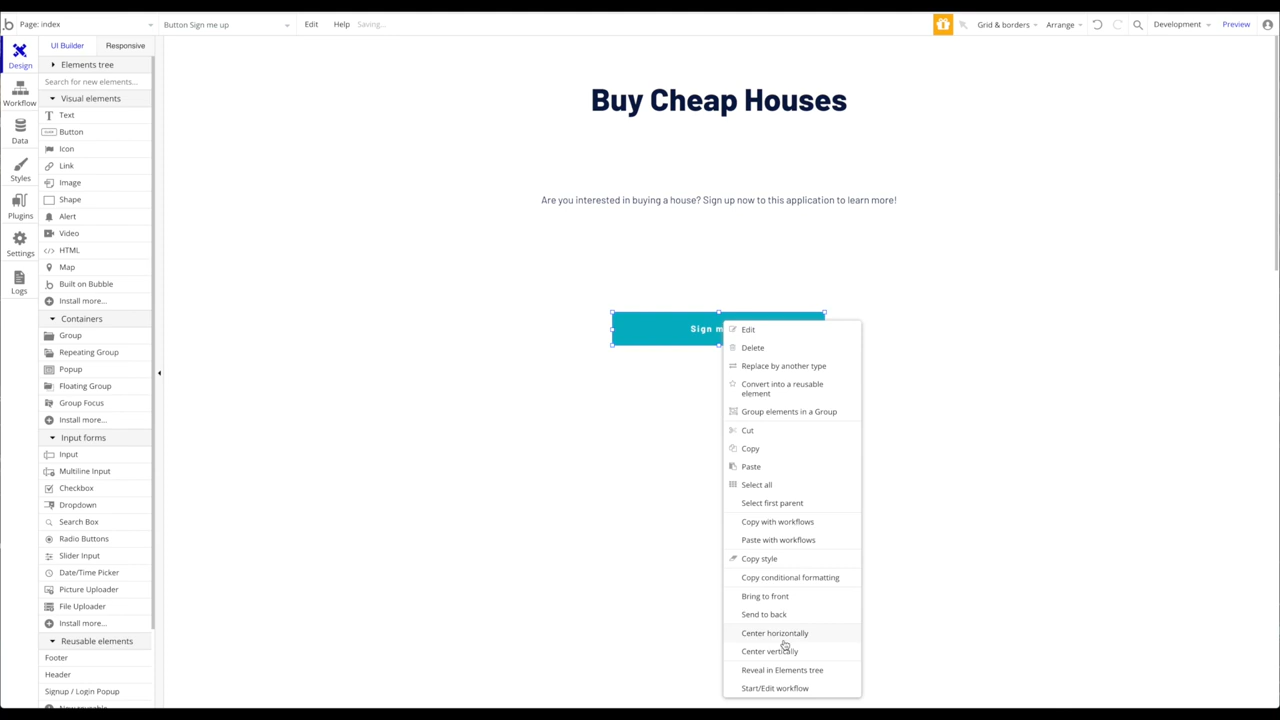 Page: index
Button Sign me up
Edit
Help
Saving...
Grid & borders
Arrange
Development
Preview
Design
Workflow
Data
Styles
Plugins
Settings
Logs
UI Builder
Responsive
Elements tree
Search for new elements...
Visual elements
Text
Button
Icon
Link
Image
Shape
Alert
Video
HTML
Map
Built on Bubble
Install more...
Containers
Group
Repeating Group
Popup
Floating Group
Group Focus
Install more...
Input forms
Input
Multiline Input
Checkbox
Dropdown
Search Box
Radio Buttons
Slider Input
Date/Time Picker
Picture Uploader
File Uploader
Install more...
Reusable elements
Footer
Header
Signup / Login Popup
Buy Cheap Houses
Are you interested in buying a house? Sign up now to this application to learn more!
Sign m
Edit
Delete
Replace by another type
Convert into a reusable
element
Group elements in a Group
Cut
Copy
Paste
Select all
Select first parent
Copy with workflows
Paste with workflows
Copy style
Copy conditional formatting
Bring to front
Send to back
Center horizontally
Center vertically
Reveal in Elements tree
Start/Edit workflow